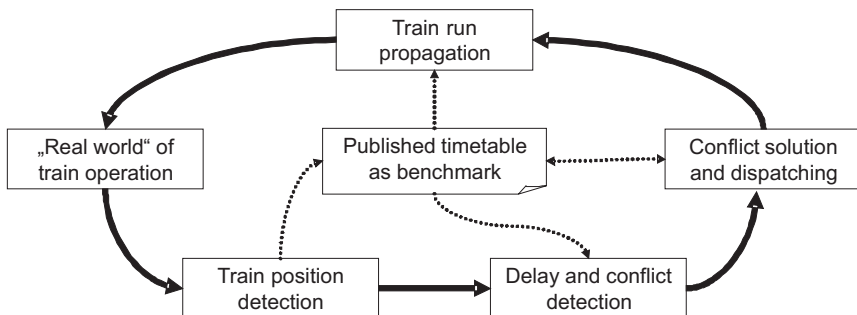 Train run
propagation
„Real world“ of
train operation
Published timetable
as benchmark
Conflict solution
and dispatching
Train position
detection
Delay and conflict
detection